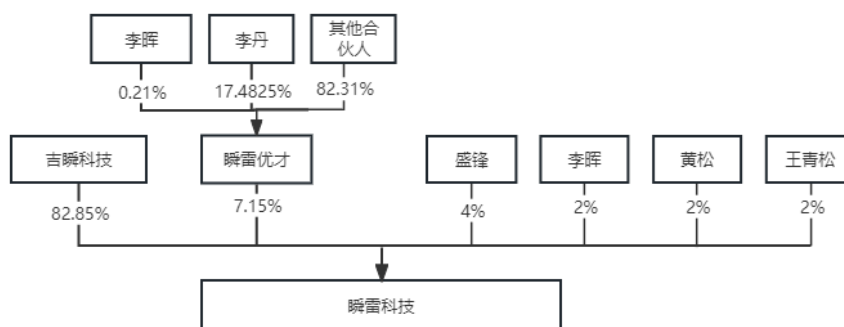 李晖
李丹
其他合
伙人
0.21%
17.4825%
82.31%
吉瞬科技
瞬雷优才
盛锋
李晖
黄松
王青松
82.85%
7.15%
4%
2%
2%
2%
瞬雷科技